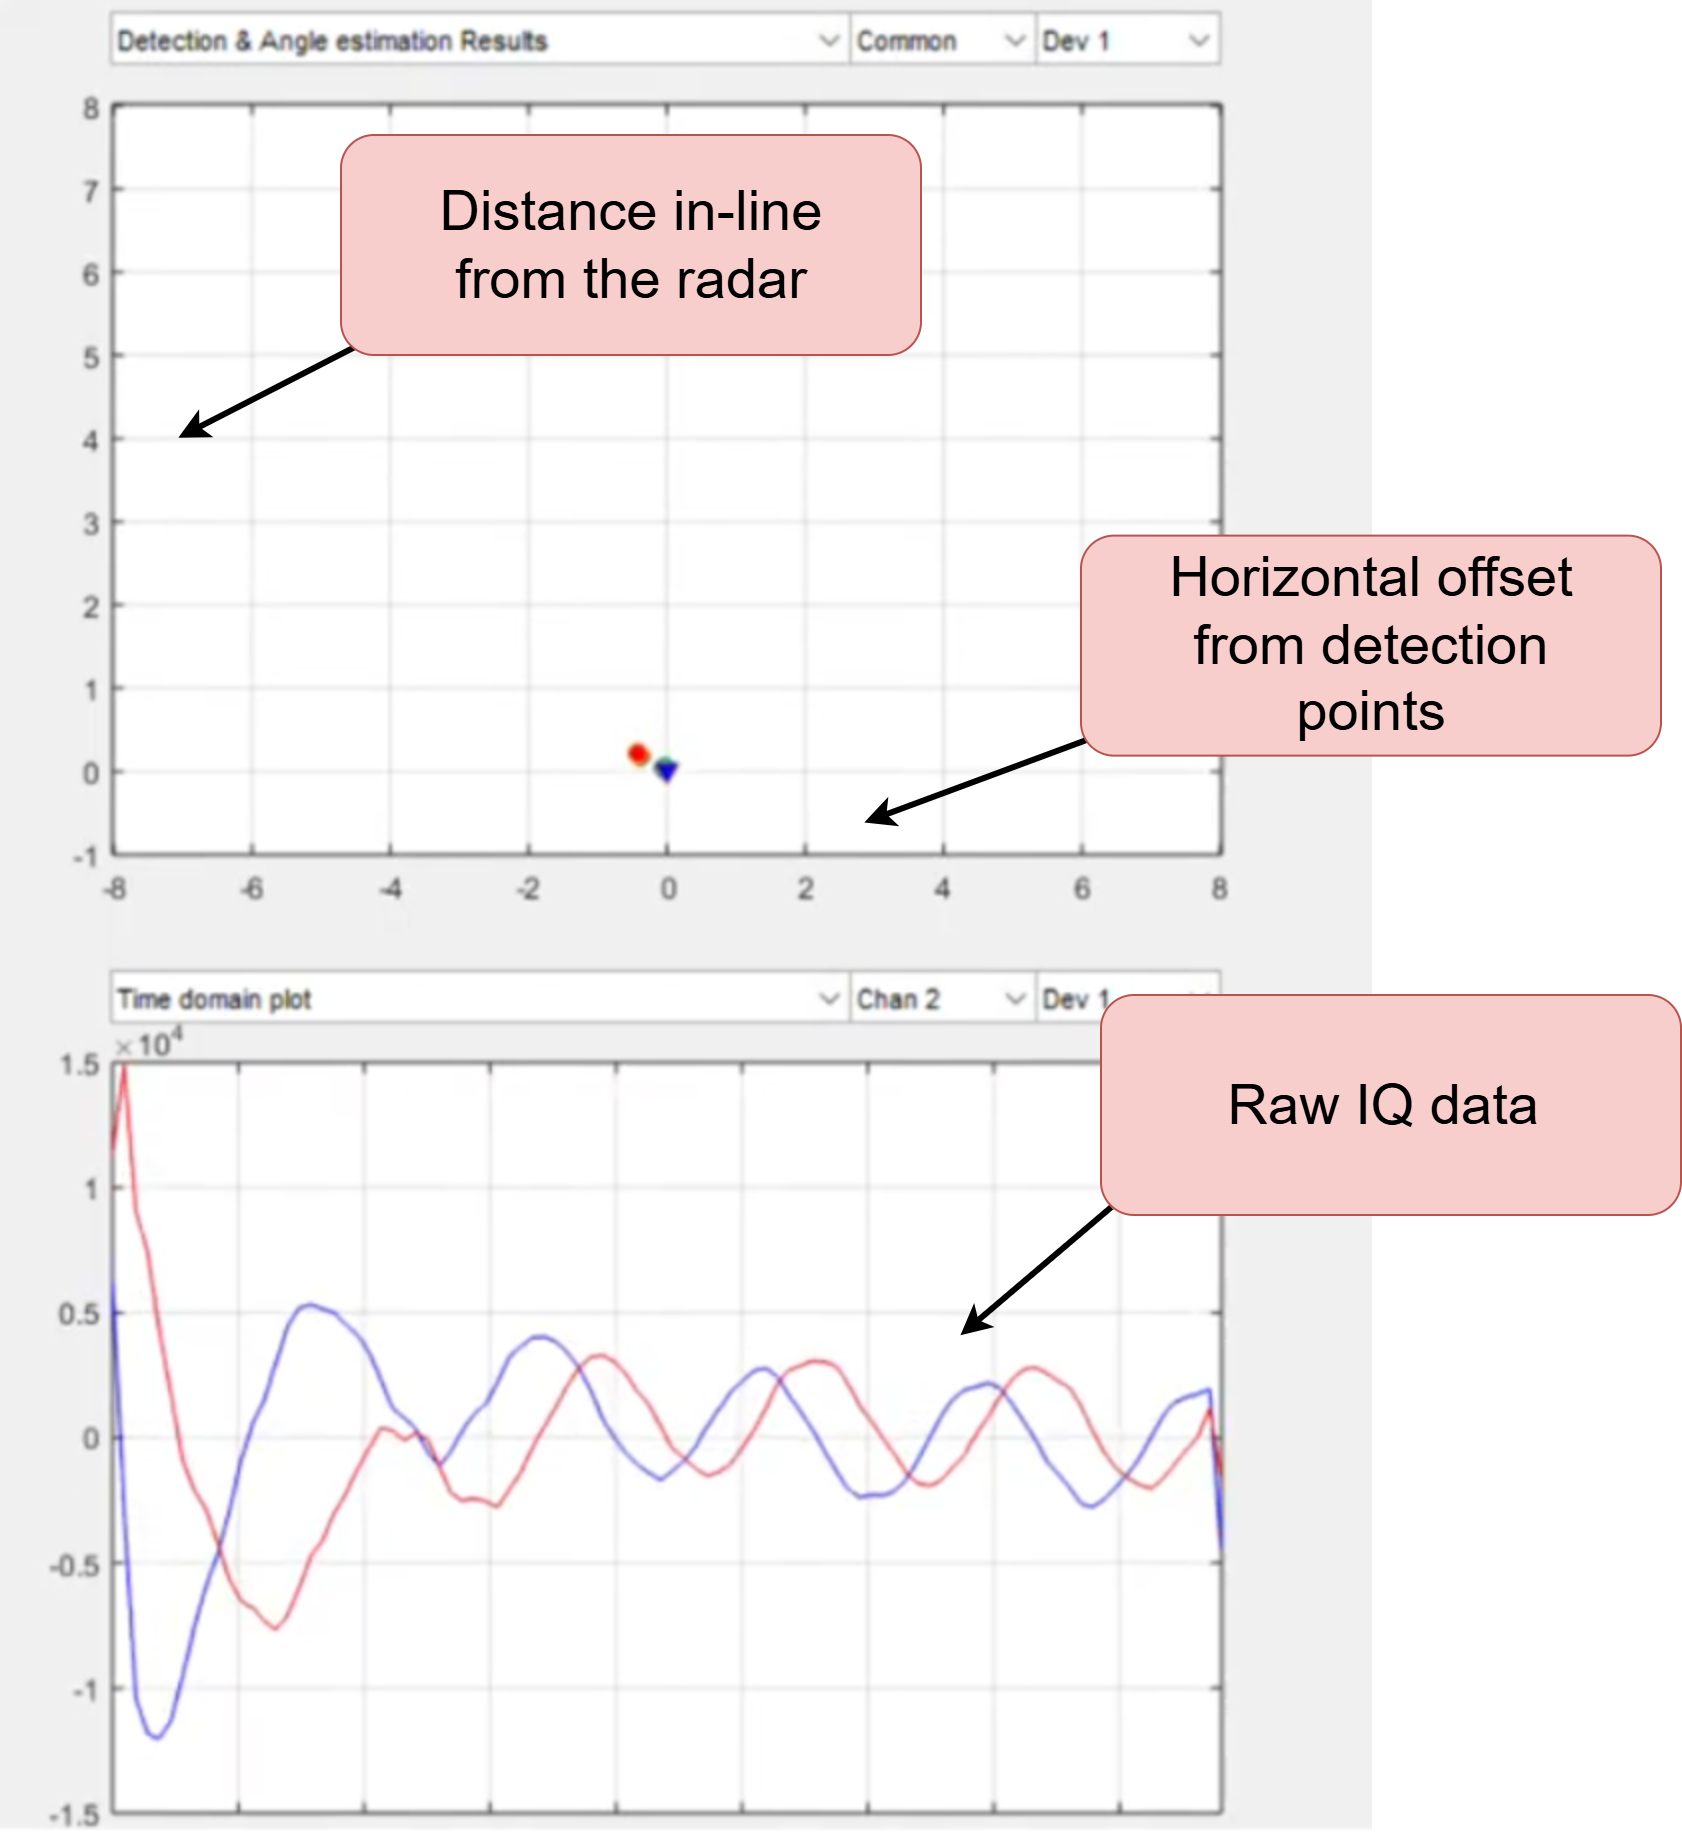 Detection & Angle estimation Results Common Dev 1
8
Distance in-line
from the radar
7
6
5
4
3
Horizontal offset
from detection
points
2
1
0
-1
-8 -6 -4 -2 0 2 4 6 8
Time domain plot Chan 2 Dev 1
×10⁴
1.5
Raw IQ data
1
0.5
0
-0.5
-1
-1.5